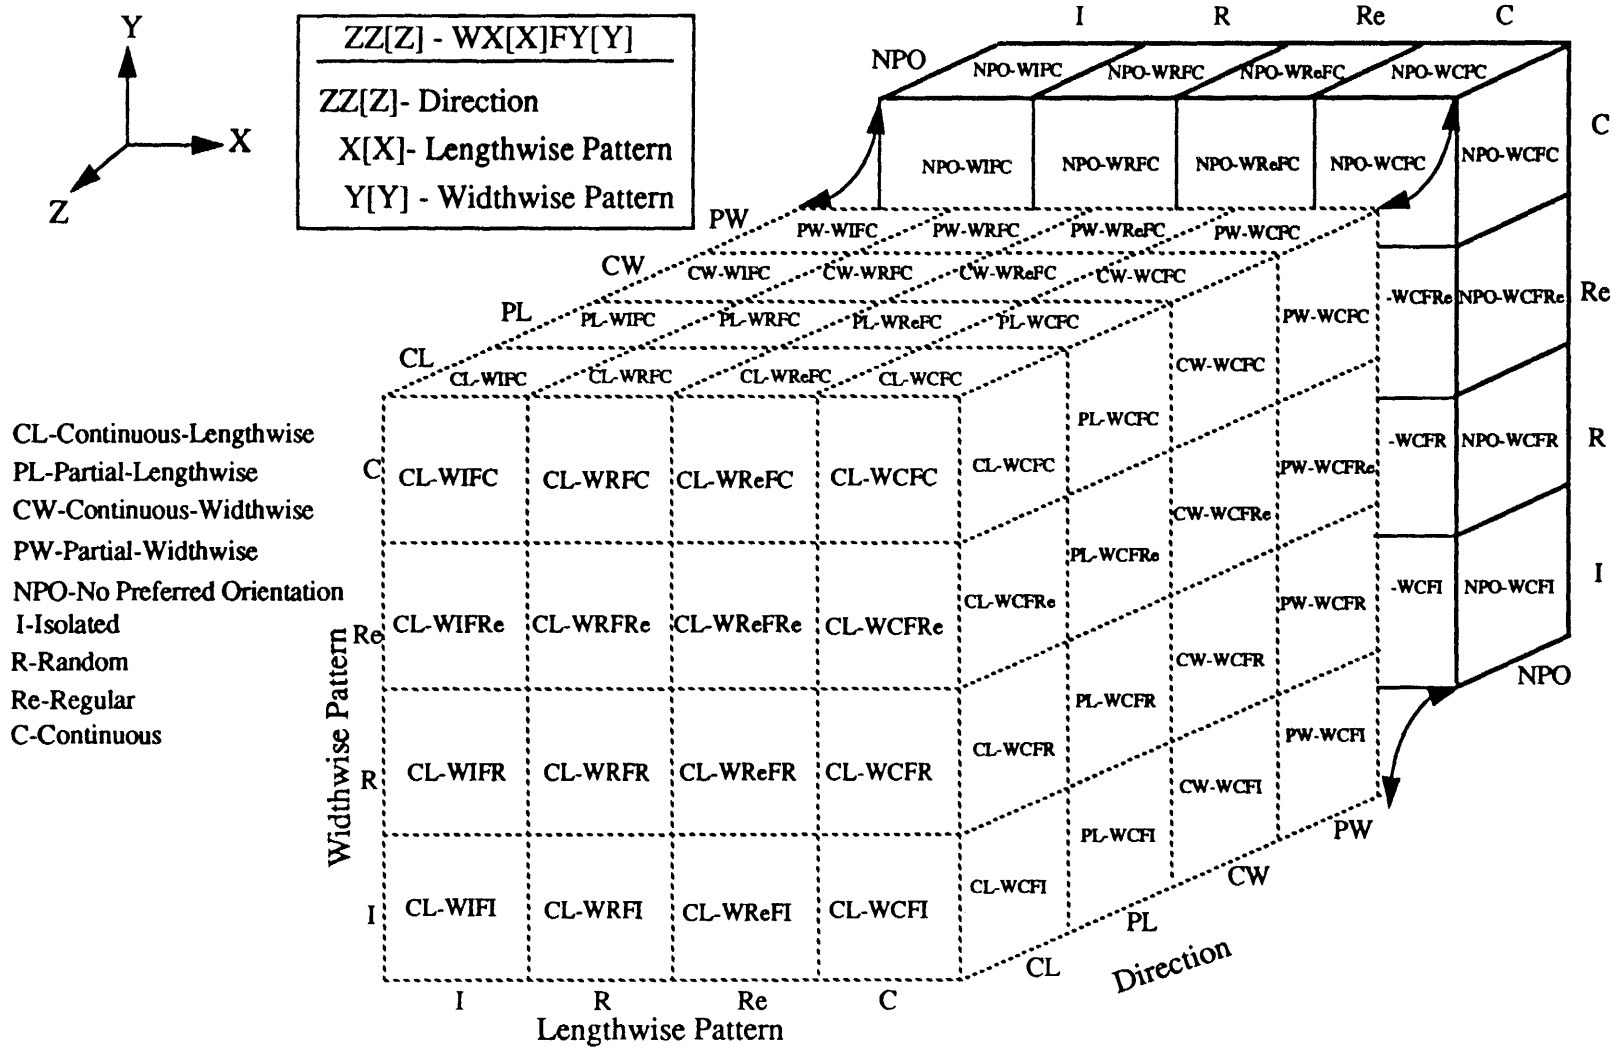 Y
X
Z
ZZ[Z] - WX[X]FY[Y]
ZZ[Z]- Direction
X[X]- Lengthwise Pattern
Y[Y] - Widthwise Pattern
I R Re C
NPO
NPO-WIFC NPO-WRFC NPO-WReFC NPO-WCFC
NPO-WIFC NPO-WRFC NPO-WReFC NPO-WCFC NPO-WCFC
C
PW
PW-WIFC PW-WRFC PW-WReFC PW-WCFC
CW
CW-WIFC CW-WRFC CW-WReFC CW-WCFC
PL
PL-WIFC PL-WRFC PL-WReFC PL-WCFC
CL
CL-WIFC CL-WRFC CL-WReFC CL-WCFC
PW-WCFC
-WCFRe
NPO-WCFRe
Re
CW-WCFC
PL-WCFC
CL-WCFC
PW-WCFRe
-WCFR
NPO-WCFR
R
CW-WCFRe
PL-WCFRe
CL-WCFRe
PW-WCFR
-WCFI
NPO-WCFI
I
CW-WCFR
PL-WCFR
CL-WCFR
PW-WCFI
NPO
CW-WCFI
PL-WCFI
CL-WCFI
CL-Continuous-Lengthwise
PL-Partial-Lengthwise
CW-Continuous-Widthwise
PW-Partial-Widthwise
NPO-No Preferred Orientation
I-Isolated
R-Random
Re-Regular
C-Continuous
Widthwise Pattern
C
CL-WIFC CL-WRFC CL-WReFC CL-WCFC
Re
CL-WIFRe CL-WRFRe CL-WReFRe CL-WCFRe
R
CL-WIFR CL-WRFR CL-WReFR CL-WCFR
I
CL-WIFI CL-WRFI CL-WReFI CL-WCFI
I R Re C
Lengthwise Pattern
CL
PL
CW
PW
Direction